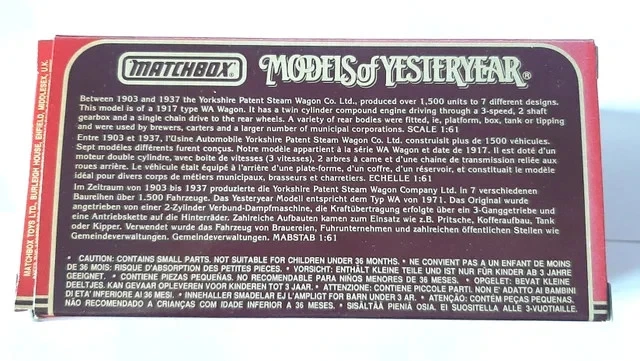 MATCHBOX®
MODELS of YESTERYEAR®
Between 1903 and 1937 the Yorkshire Patent Steam Wagon Co. Ltd., produced over 1,500 units to 7 different designs.
This model is of a 1917 type WA Wagon. It has a twin cylinder compound engine driving through a 3-speed, 2 shaft
gearbox and a single chain drive to the rear wheels. A variety of rear bodies were fitted, ie, platform, box, tank or tipping
and were used by brewers, carters and a larger number of municipal corporations. SCALE 1:61
Entre 1903 et 1937, l'Usine Automobile Yorkshire Patent Steam Wagon Co. Ltd. construisit plus de 1500 véhicules.
Sept modèles différents furent conçus. Notre modèle appartient à la série WA Wagon et date de 1917. Il est doté d'un
moteur double cylindre, avec boite de vitesses (3 vitesses), 2 arbres à came et d'une chaine de transmission reliée aux
roues arrière. Le véhicule était équipé à l'arrière d'une plate-forme, d'un coffre, d'un réservoir, et constituait le modèle
idéal pour divers corps de métiers municipaux, brasseurs et charretiers. ECHELLE 1:61
Im Zeitraum von 1903 bis 1937 produzierte die Yorkshire Patent Steam Wagon Company Ltd. In 7 verschiedenen
Baureihen über 1.500 Fahrzeuge. Das Yesteryear Modell entspricht dem Typ WA von 1971. Das Original wurde
angetrieben von einer 2-Zylinder Verbund-Dampfmaschine, die Kraftübertragung erfolgte über ein 3-Ganggetriebe und
eine Antriebskette auf die Hinterräder. Zahlreiche Aufbauten kamen zum Einsatz wie z.B. Pritsche, Kofferaufbau, Tank
oder Kipper. Verwendet wurde das Fahrzeug von Brauereien, Fuhrunternehmen und zahlreichen öffentlichen Stellen wie
Gemeindeverwaltungen. Gemeindeverwaltungen. MABSTAB 1:61
• CAUTION: CONTAINS SMALL PARTS. NOT SUITABLE FOR CHILDREN UNDER 36 MONTHS. • NE CONVIENT PAS A UN ENFANT DE MOINS
DE 36 MOIS: RISQUE D'ABSORPTION DES PETITES PIECES. • VORSICHT: ENTHÄLT KLEINE TEILE UND IST NUR FÜR KINDER AB 3 JAHRE
GEEIGNET. • CONTIENE PIEZAS PEQUENAS. NO RECOMENDABLE PARA NINOS MENORES DE 36 MESES. • OPGELET: BEVAT KLEINE
DEELTJES. KAN GEVAAR OPLEVEREN VOOR KINDEREN TOT 3 JAAR. • ATTENZIONE: CONTIENE PICCOLE PARTI. NON E' ADATTO AI BAMBINI
DI ETA' INFERIORE AI 36 MESI. • INNEHALLER SMADELAR EJ LAMPLIGT FOR BARN UNDER 3 AR. • ATENÇÃO: CONTÉM PEÇAS PEQUENAS.
NÃO RECOMENDADO A CRIANÇAS COM IDADE INFERIOR A 36 MESES. • SISÄLTÄÄ PIENIÄ OSIA. EI SUOSITELLA ALLE 3-VUOTIAILLE.
MATCHBOX TOYS LTD., BURLEIGH HOUSE, ENFIELD, MIDDLESEX, U.K.